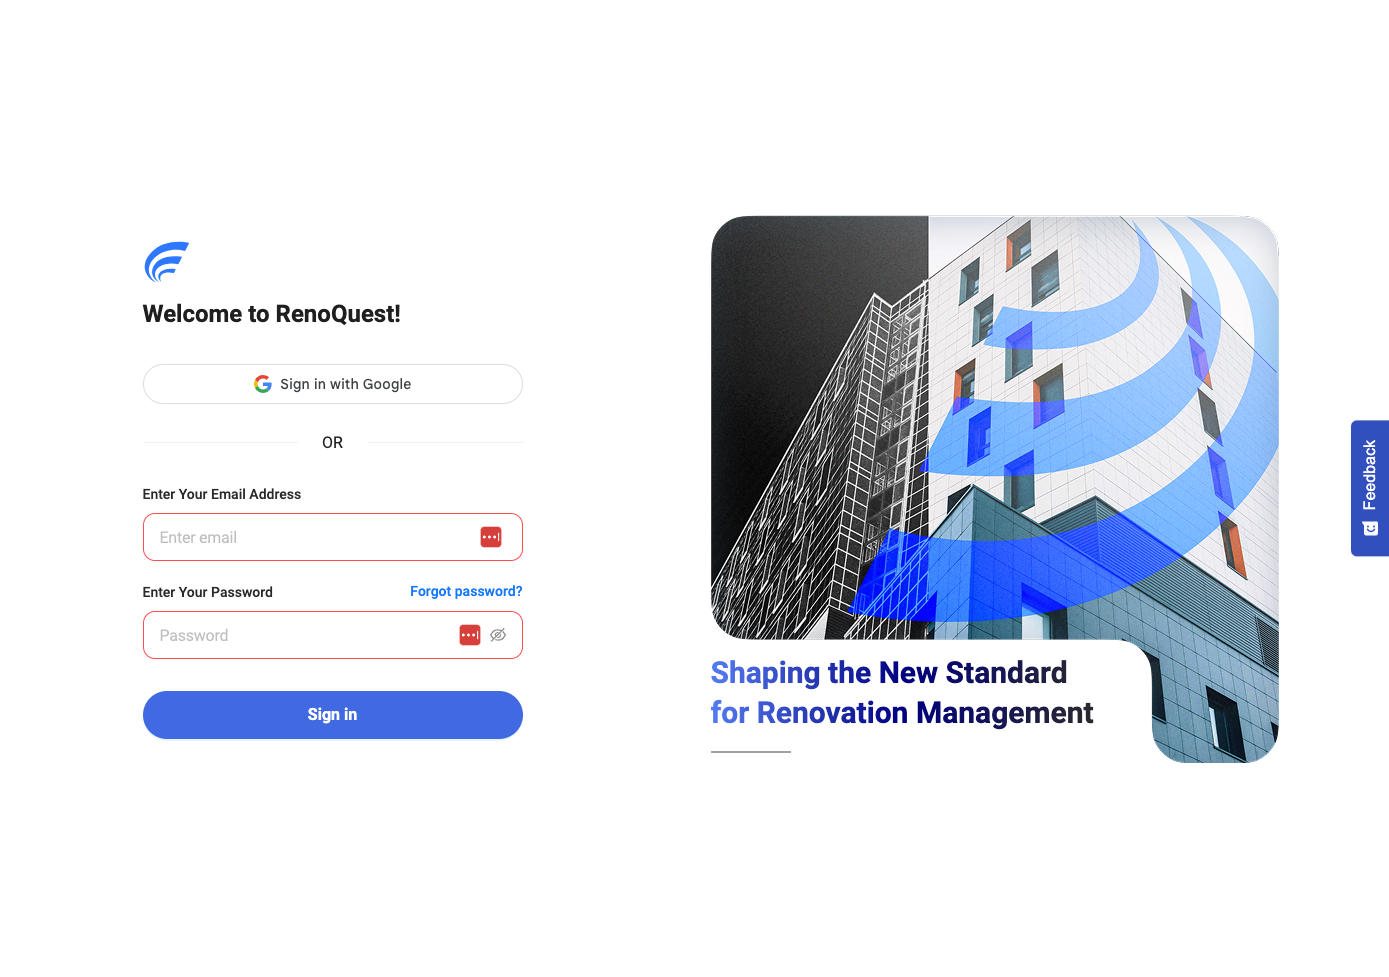 Welcome to RenoQuest!
Sign in with Google
OR
Enter Your Email Address
Enter email
Enter Your Password
Forgot password?
Password
Sign in
Shaping the New Standard
for Renovation Management
Feedback